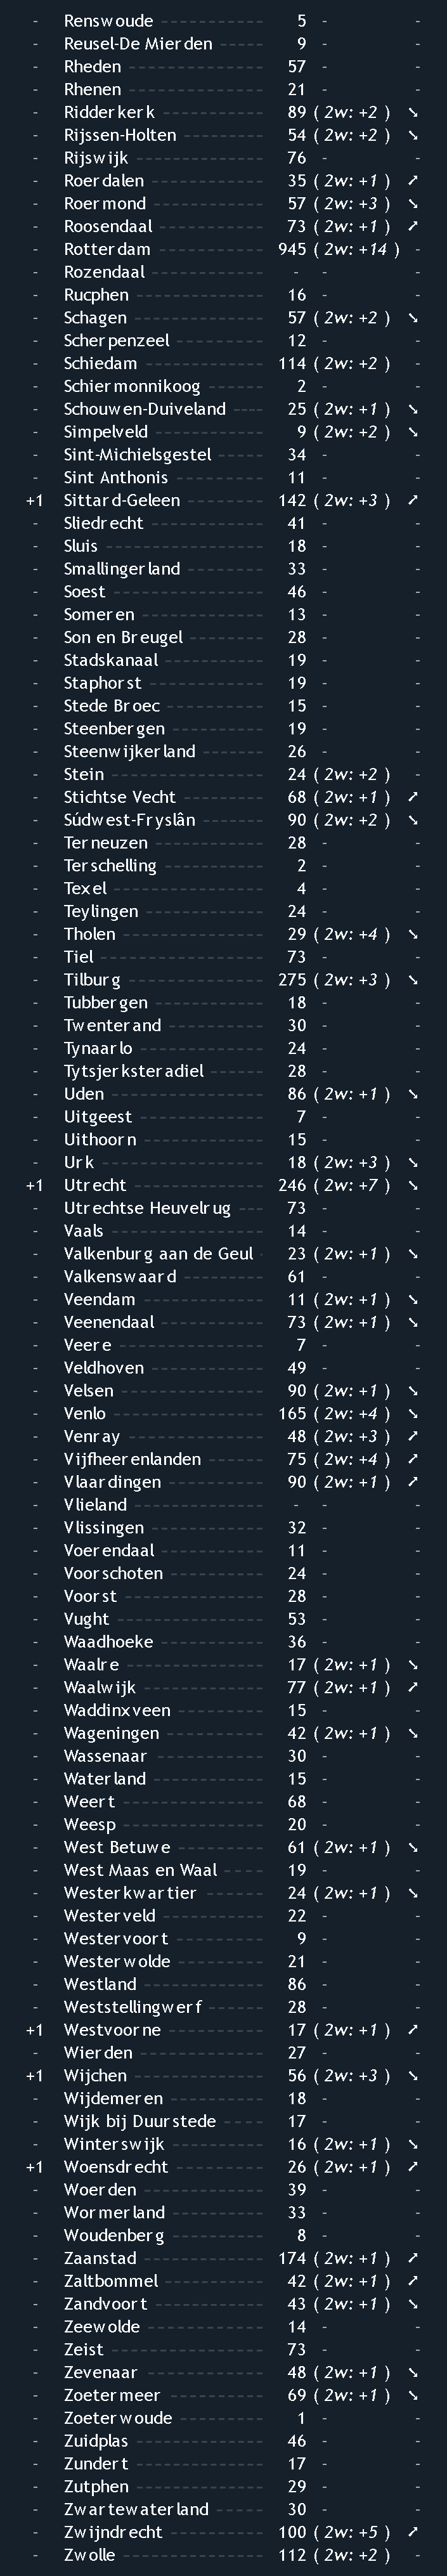 - Renswoude 5 - -
- Reusel-De Mierden 9 - -
- Rheden 57 - -
- Rhenen 21 - -
- Ridderkerk 89 ( 2w: +2 ) ➘
- Rijssen-Holten 54 ( 2w: +2 ) ➘
- Rijswijk 76 - -
- Roerdalen 35 ( 2w: +1 ) ➚
- Roermond 57 ( 2w: +3 ) ➘
- Roosendaal 73 ( 2w: +1 ) ➚
- Rotterdam 945 ( 2w: +14 ) -
- Rozendaal - - -
- Rucphen 16 - -
- Schagen 57 ( 2w: +2 ) ➘
- Scherpenzeel 12 - -
- Schiedam 114 ( 2w: +2 ) -
- Schiermonnikoog 2 - -
- Schouwen-Duiveland 25 ( 2w: +1 ) ➘
- Simpelveld 9 ( 2w: +2 ) ➘
- Sint-Michielsgestel 34 - -
- Sint Anthonis 11 - -
+1 Sittard-Geleen 142 ( 2w: +3 ) ➚
- Sliedrecht 41 - -
- Sluis 18 - -
- Smallingerland 33 - -
- Soest 46 - -
- Someren 13 - -
- Son en Breugel 28 - -
- Stadskanaal 19 - -
- Staphorst 19 - -
- Stede Broec 15 - -
- Steenbergen 19 - -
- Steenwijkerland 26 - -
- Stein 24 ( 2w: +2 ) -
- Stichtse Vecht 68 ( 2w: +1 ) ➚
- Súdwest-Fryslân 90 ( 2w: +2 ) ➘
- Terneuzen 28 - -
- Terschelling 2 - -
- Texel 4 - -
- Teylingen 24 - -
- Tholen 29 ( 2w: +4 ) ➘
- Tiel 73 - -
- Tilburg 275 ( 2w: +3 ) ➘
- Tubbergen 18 - -
- Twenterand 30 - -
- Tynaarlo 24 - -
- Tytsjerksteradiel 28 - -
- Uden 86 ( 2w: +1 ) ➘
- Uitgeest 7 - -
- Uithoorn 15 - -
- Urk 18 ( 2w: +3 ) ➘
+1 Utrecht 246 ( 2w: +7 ) ➘
- Utrechtse Heuvelrug 73 - -
- Vaals 14 - -
- Valkenburg aan de Geul 23 ( 2w: +1 ) ➘
- Valkenswaard 61 - -
- Veendam 11 ( 2w: +1 ) ➘
- Veenendaal 73 ( 2w: +1 ) ➘
- Veere 7 - -
- Veldhoven 49 - -
- Velsen 90 ( 2w: +1 ) ➘
- Venlo 165 ( 2w: +4 ) ➘
- Venray 48 ( 2w: +3 ) ➚
- Vijfheerenlanden 75 ( 2w: +4 ) ➚
- Vlaardingen 90 ( 2w: +1 ) ➚
- Vlieland - - -
- Vlissingen 32 - -
- Voerendaal 11 - -
- Voorschoten 24 - -
- Voorst 28 - -
- Vught 53 - -
- Waadhoeke 36 - -
- Waalre 17 ( 2w: +1 ) ➘
- Waalwijk 77 ( 2w: +1 ) ➚
- Waddinxveen 15 - -
- Wageningen 42 ( 2w: +1 ) ➘
- Wassenaar 30 - -
- Waterland 15 - -
- Weert 68 - -
- Weesp 20 - -
- West Betuwe 61 ( 2w: +1 ) ➘
- West Maas en Waal 19 - -
- Westerkwartier 24 ( 2w: +1 ) ➘
- Westerveld 22 - -
- Westervoort 9 - -
- Westerwolde 21 - -
- Westland 86 - -
- Weststellingwerf 28 - -
+1 Westvoorne 17 ( 2w: +1 ) ➚
- Wierden 27 - -
+1 Wijchen 56 ( 2w: +3 ) ➘
- Wijdemeren 18 - -
- Wijk bij Duurstede 17 - -
- Winterswijk 16 ( 2w: +1 ) ➘
+1 Woensdrecht 26 ( 2w: +1 ) ➚
- Woerden 39 - -
- Wormerland 33 - -
- Woudenberg 8 - -
- Zaanstad 174 ( 2w: +1 ) ➚
- Zaltbommel 42 ( 2w: +1 ) ➚
- Zandvoort 43 ( 2w: +1 ) ➘
- Zeewolde 14 - -
- Zeist 73 - -
- Zevenaar 48 ( 2w: +1 ) ➘
- Zoetermeer 69 ( 2w: +1 ) ➘
- Zoeterwoude 1 - -
- Zuidplas 46 - -
- Zundert 17 - -
- Zutphen 29 - -
- Zwartewaterland 30 - -
- Zwijndrecht 100 ( 2w: +5 ) ➚
- Zwolle 112 ( 2w: +2 ) -